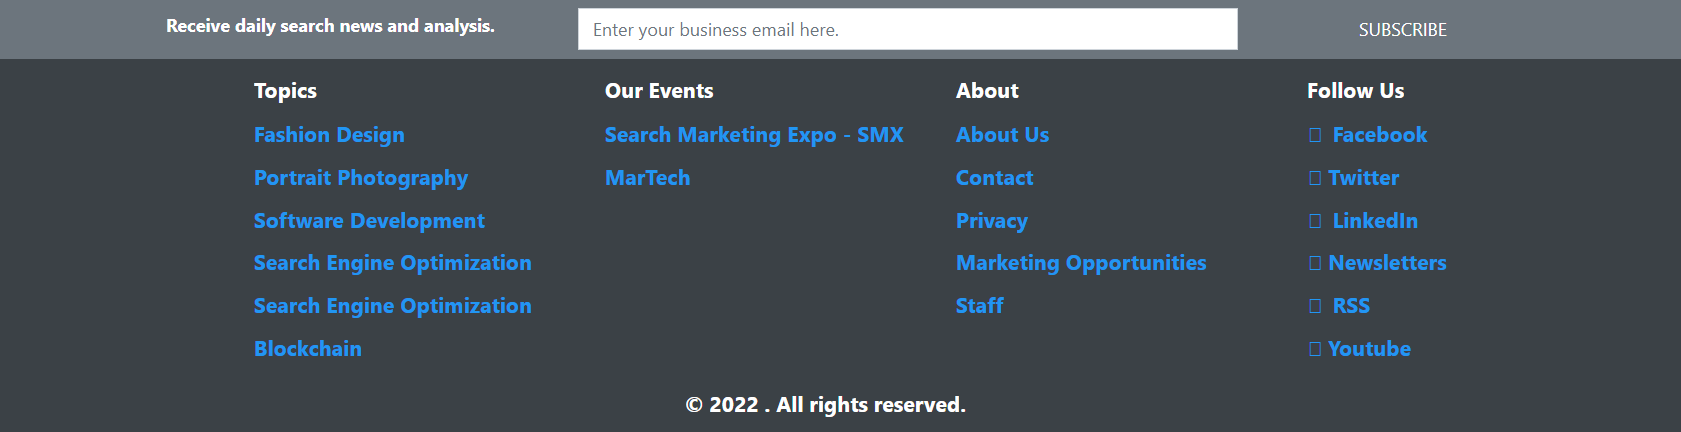 Receive daily search news and analysis.
Enter your business email here.
SUBSCRIBE
Topics
Fashion Design
Portrait Photography
Software Development
Search Engine Optimization
Search Engine Optimization
Blockchain
Our Events
Search Marketing Expo - SMX
MarTech
About
About Us
Contact
Privacy
Marketing Opportunities
Staff
Follow Us
Facebook
Twitter
LinkedIn
Newsletters
RSS
Youtube
© 2022 . All rights reserved.